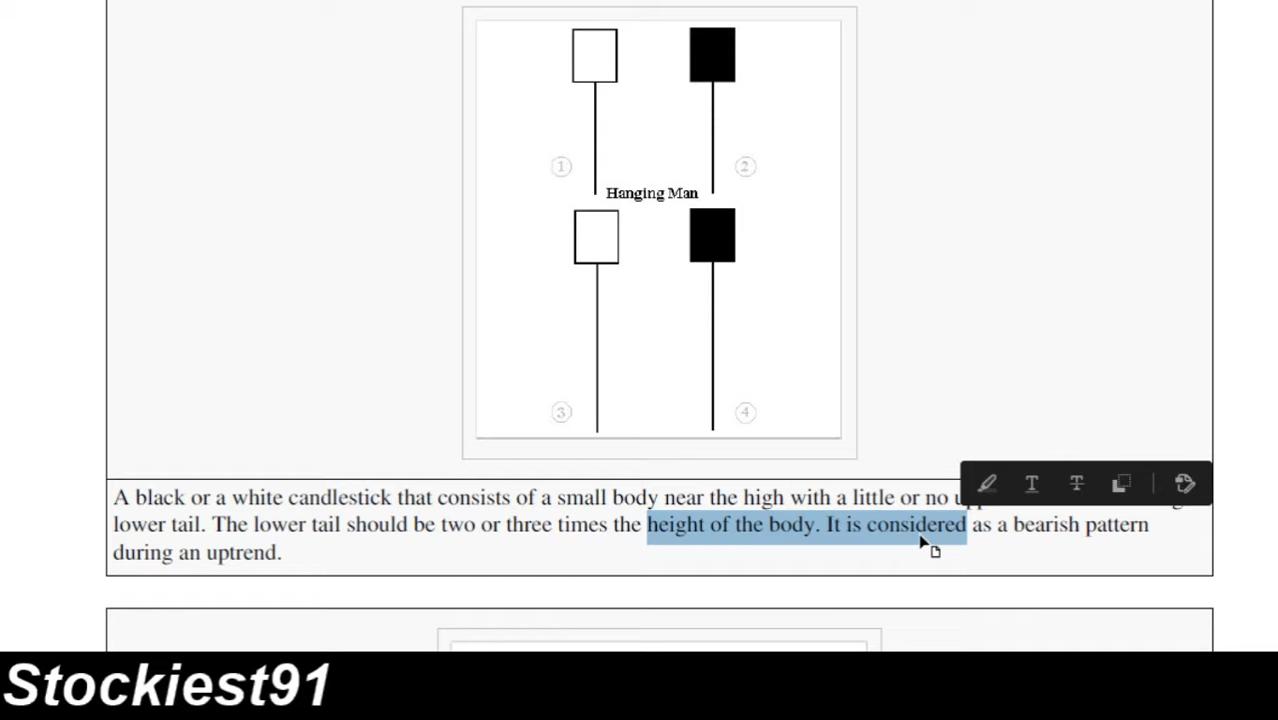 ① ②
Hanging Man
③ ④
A black or a white candlestick that consists of a small body near the high with a little or no
lower tail. The lower tail should be two or three times the height of the body. It is considered as a bearish pattern
during an uptrend.
Stockiest91